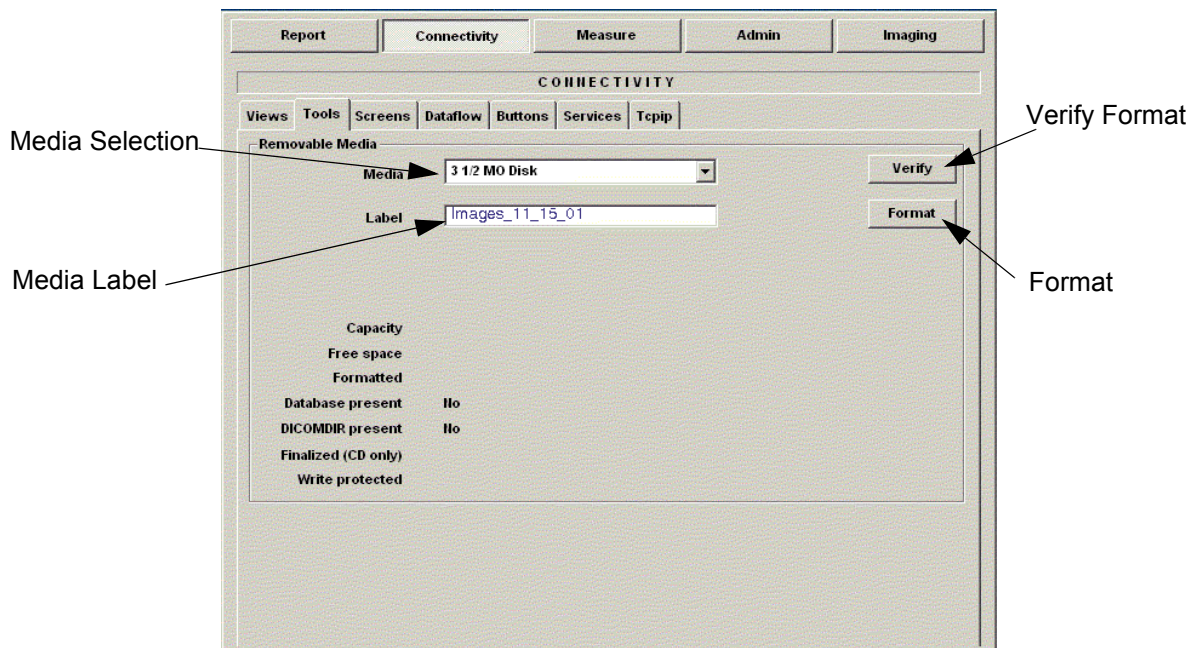 Report Connectivity Measure Admin Imaging
CONNECTIVITY
Views Tools Screens Dataflow Buttons Services Tcpip
Verify Format
Media Selection
Removable Media
Media 3 1/2 MO Disk Verify
Label Images_11_15_01 Format
Media Label
Format
Capacity
Free space
Formatted
Database present No
DICOMDIR present No
Finalized (CD only)
Write protected